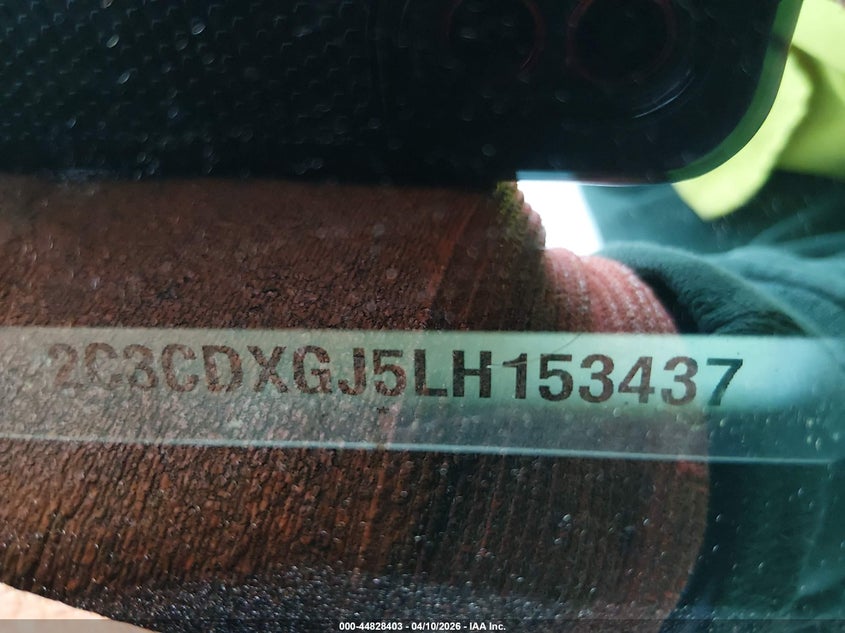 2C3CDXGJ5LH153437
*
000-44828403 - 04/10/2026 - IAA Inc.